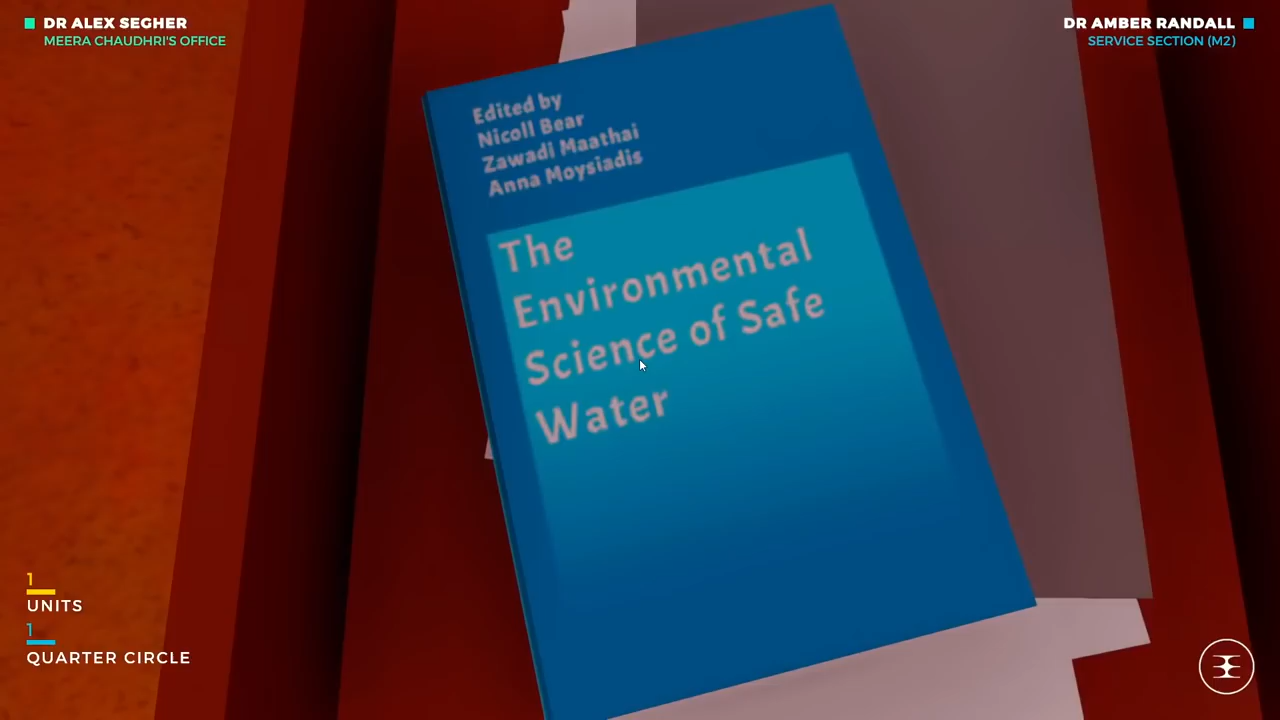 DR ALEX SEGHER
MEERA CHAUDHRI'S OFFICE
DR AMBER RANDALL
SERVICE SECTION (M2)
Edited by
Nicoll Bear
Zawadi Maathai
Anna Moysiadis
The
Environmental
Science of Safe
Water
1
UNITS
1
QUARTER CIRCLE